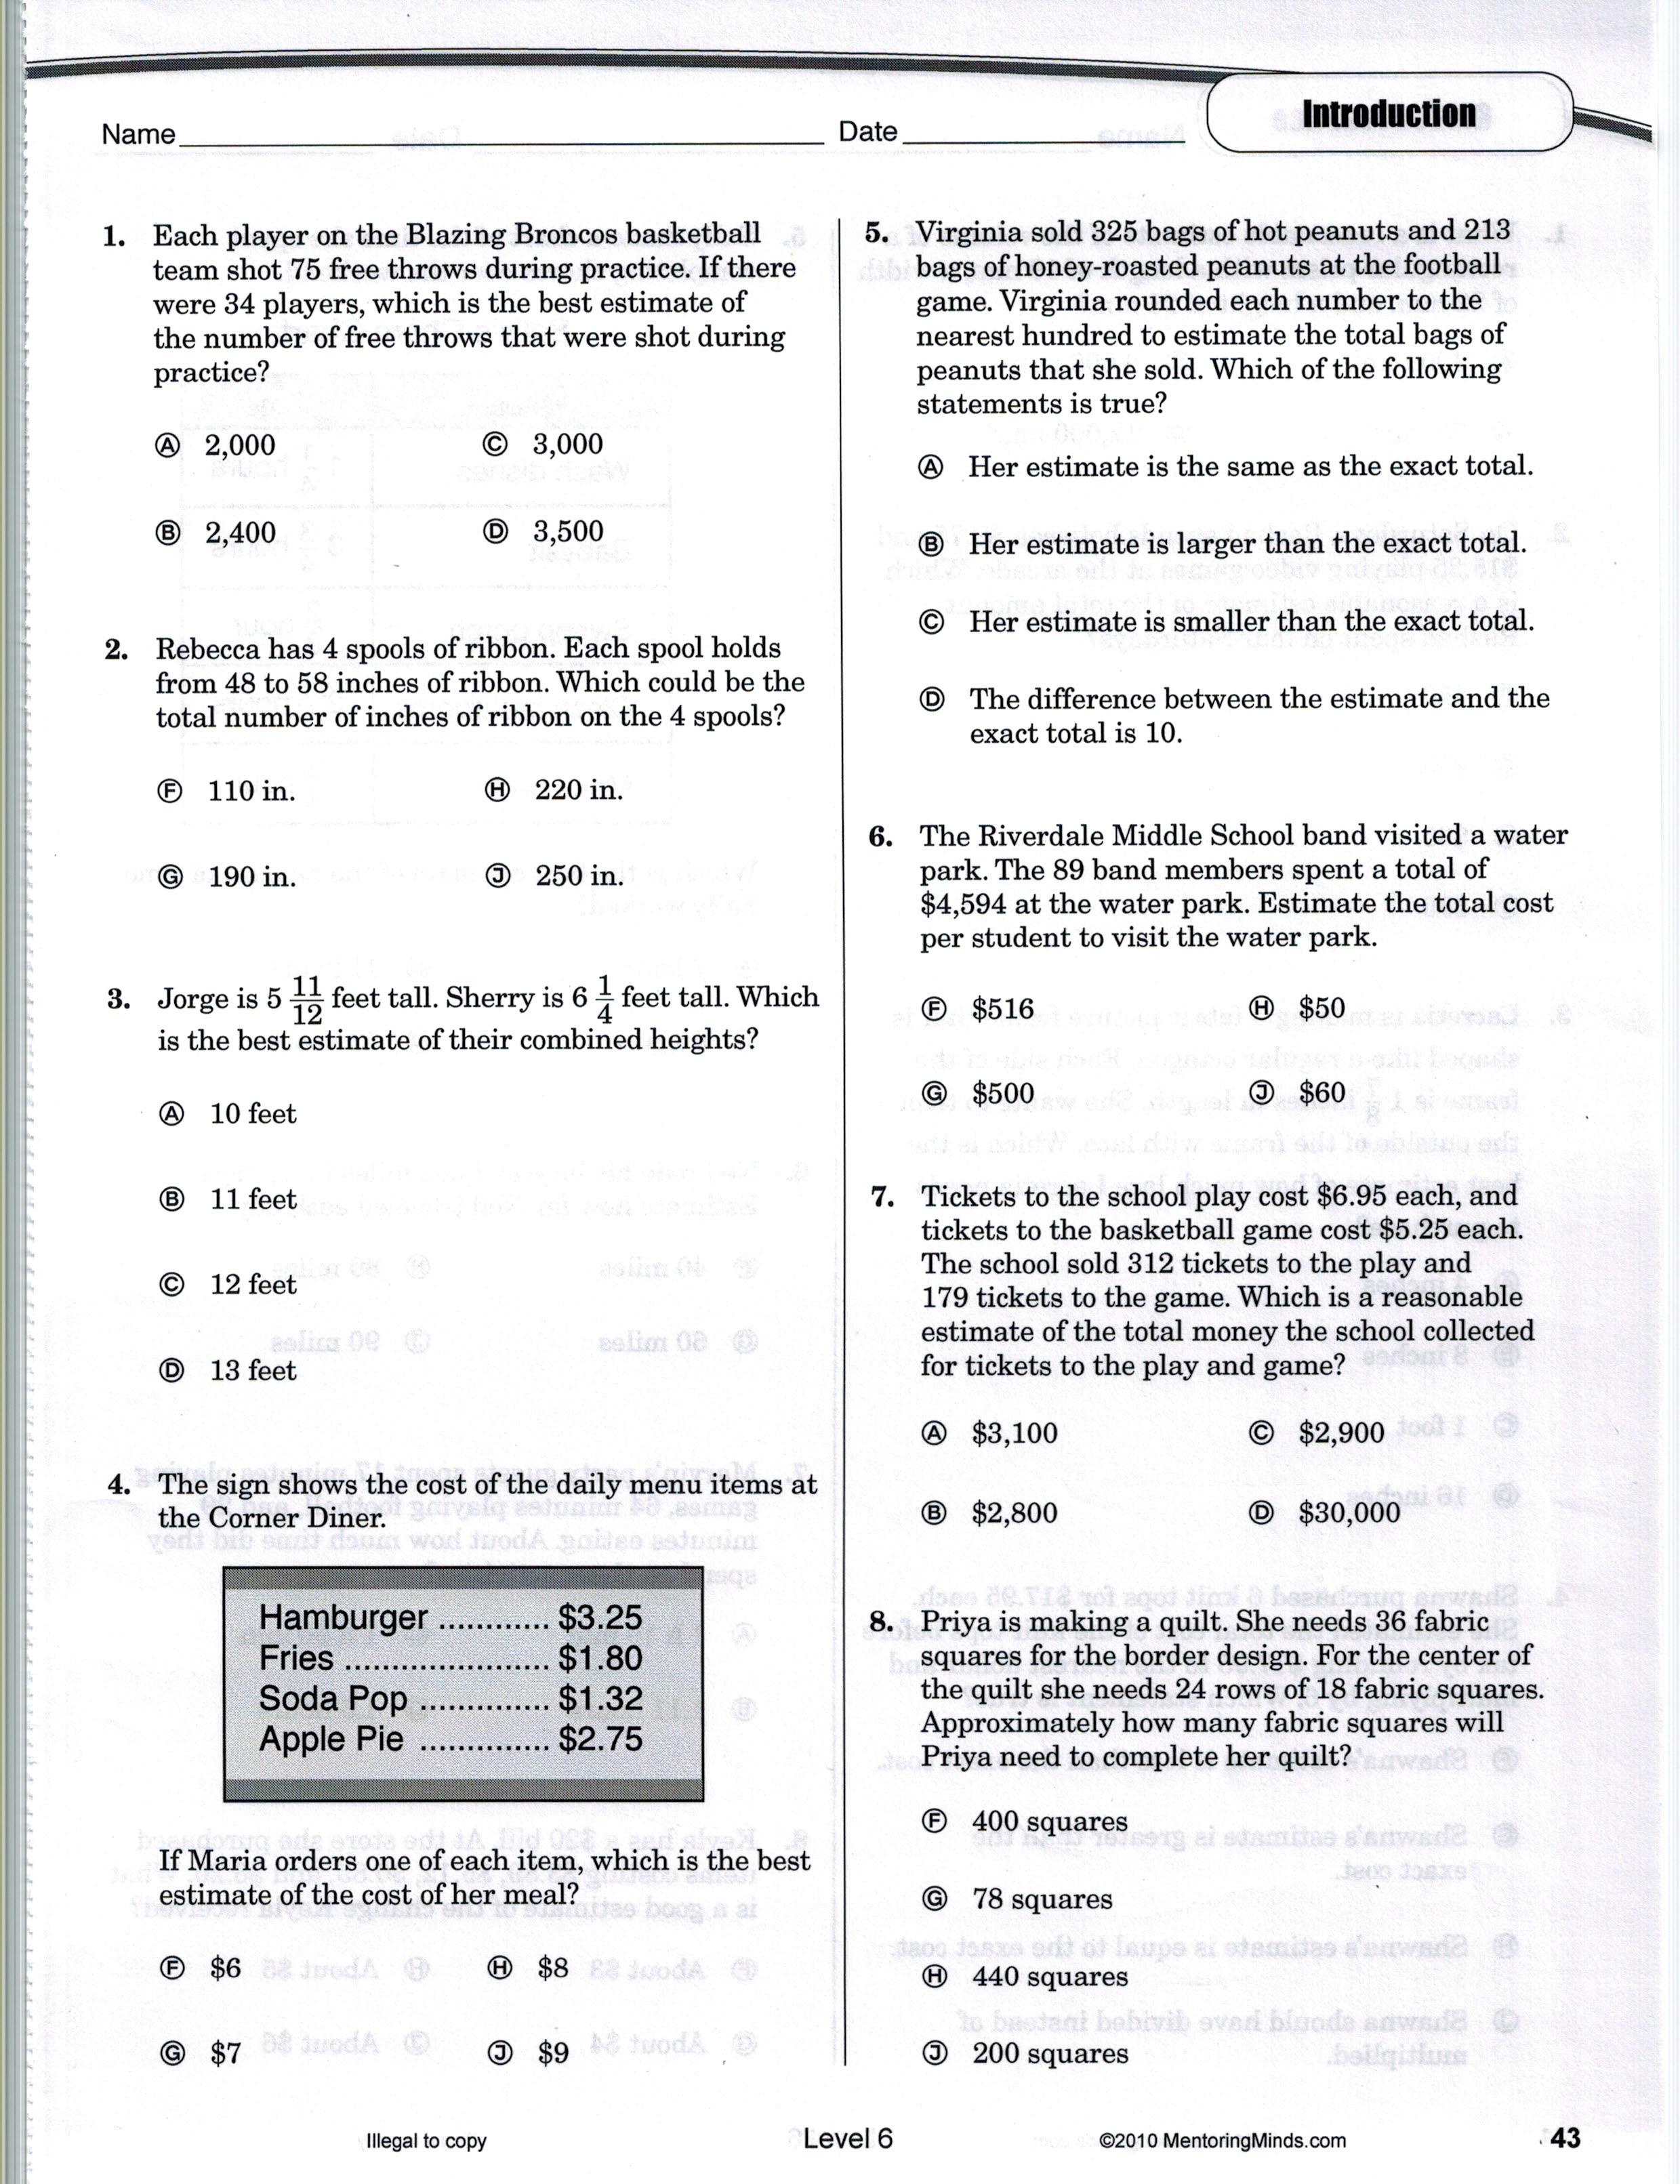 Name Date Introduction
1. Each player on the Blazing Broncos basketball
team shot 75 free throws during practice. If there
were 34 players, which is the best estimate of
the number of free throws that were shot during
practice?
Ⓐ 2,000 Ⓒ 3,000
Ⓑ 2,400 Ⓓ 3,500
2. Rebecca has 4 spools of ribbon. Each spool holds
from 48 to 58 inches of ribbon. Which could be the
total number of inches of ribbon on the 4 spools?
Ⓕ 110 in. Ⓗ 220 in.
Ⓖ 190 in. Ⓙ 250 in.
3. Jorge is 5 11/12 feet tall. Sherry is 6 1/4 feet tall. Which
is the best estimate of their combined heights?
Ⓐ 10 feet
Ⓑ 11 feet
Ⓒ 12 feet
Ⓓ 13 feet
4. The sign shows the cost of the daily menu items at
the Corner Diner.
Hamburger ............ $3.25
Fries ...................... $1.80
Soda Pop .............. $1.32
Apple Pie .............. $2.75
If Maria orders one of each item, which is the best
estimate of the cost of her meal?
Ⓕ $6 Ⓗ $8
Ⓖ $7 Ⓙ $9
5. Virginia sold 325 bags of hot peanuts and 213
bags of honey-roasted peanuts at the football
game. Virginia rounded each number to the
nearest hundred to estimate the total bags of
peanuts that she sold. Which of the following
statements is true?
Ⓐ Her estimate is the same as the exact total.
Ⓑ Her estimate is larger than the exact total.
Ⓒ Her estimate is smaller than the exact total.
Ⓓ The difference between the estimate and the
exact total is 10.
6. The Riverdale Middle School band visited a water
park. The 89 band members spent a total of
$4,594 at the water park. Estimate the total cost
per student to visit the water park.
Ⓕ $516 Ⓗ $50
Ⓖ $500 Ⓙ $60
7. Tickets to the school play cost $6.95 each, and
tickets to the basketball game cost $5.25 each.
The school sold 312 tickets to the play and
179 tickets to the game. Which is a reasonable
estimate of the total money the school collected
for tickets to the play and game?
Ⓐ $3,100 Ⓒ $2,900
Ⓑ $2,800 Ⓓ $30,000
8. Priya is making a quilt. She needs 36 fabric
squares for the border design. For the center of
the quilt she needs 24 rows of 18 fabric squares.
Approximately how many fabric squares will
Priya need to complete her quilt?
Ⓕ 400 squares
Ⓖ 78 squares
Ⓗ 440 squares
Ⓙ 200 squares
Illegal to copy Level 6 ©2010 MentoringMinds.com 43